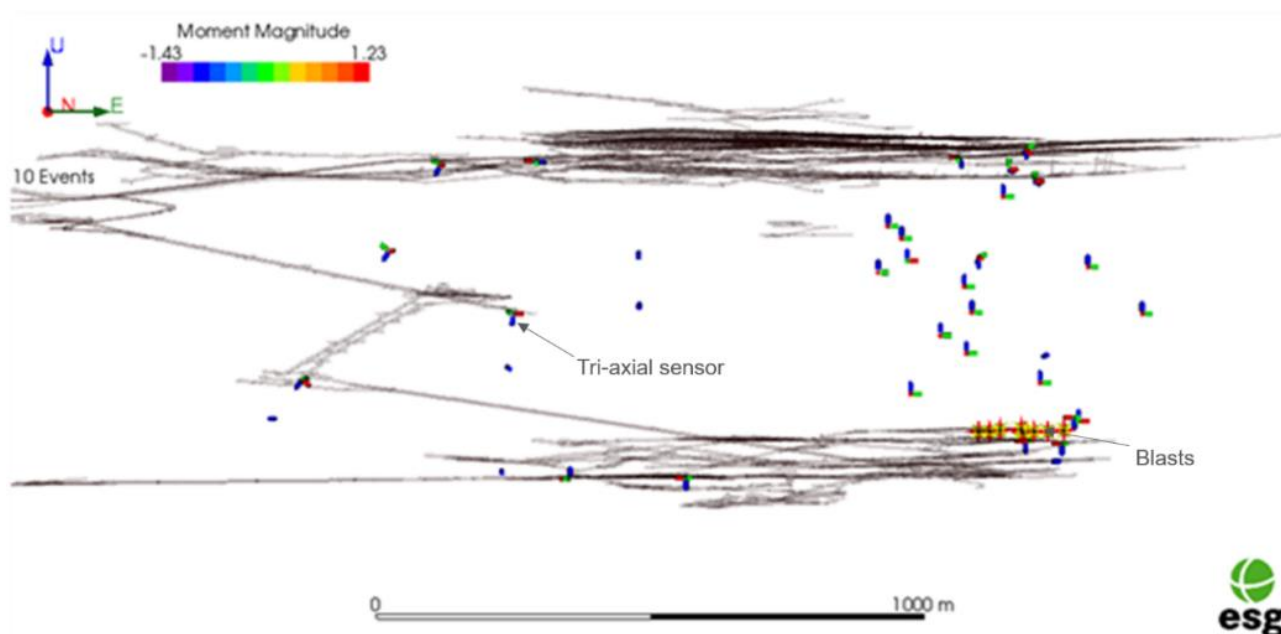 Moment Magnitude
-1.43 1.23
U
N E
10 Events
Tri-axial sensor
Blasts
0 1000 m
esg